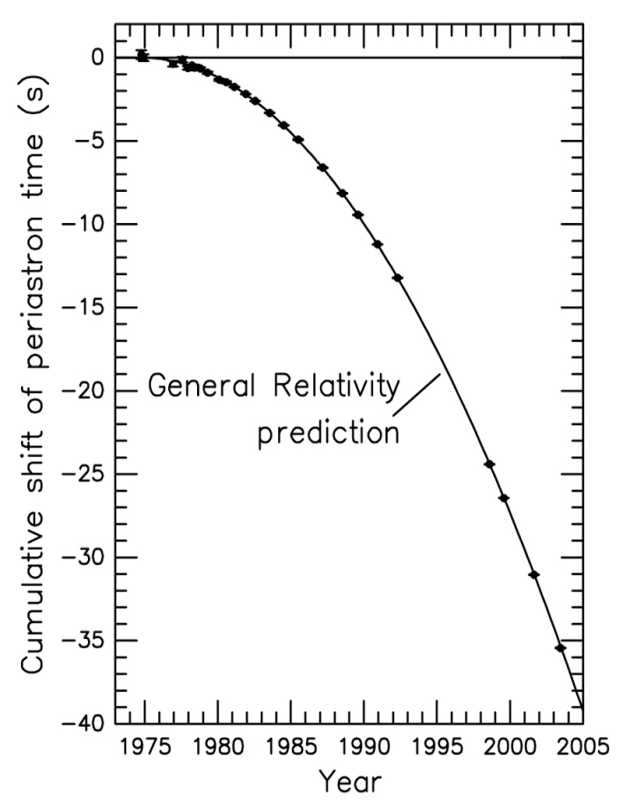 0
−5
−10
−15
−20
−25
−30
−35
−40
Cumulative shift of periastron time (s)
General Relativity
prediction
1975 1980 1985 1990 1995 2000 2005
Year